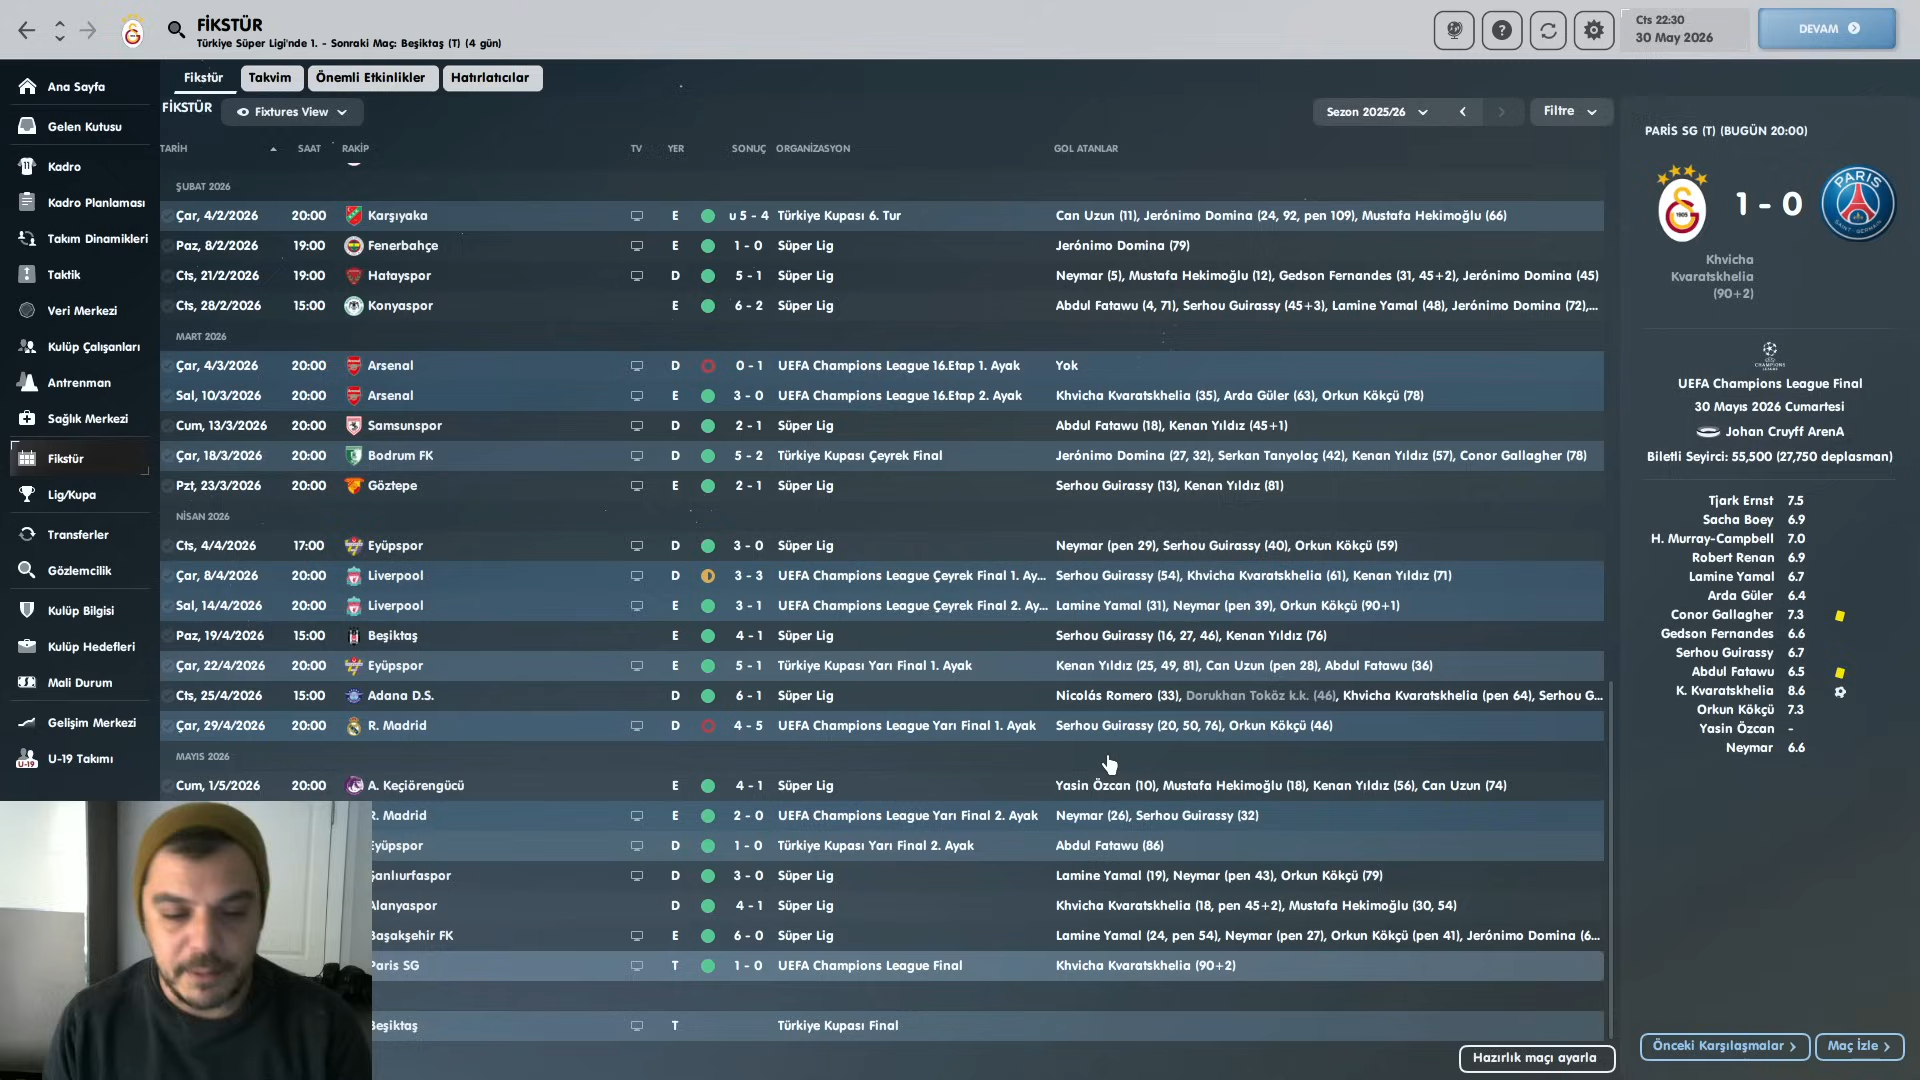 FİKSTÜR
Türkiye Süper Ligi'nde 1. - Sonraki Maç: Beşiktaş (T) (4 gün)
Cts 22:30
30 May 2026
DEVAM
Ana Sayfa
Gelen Kutusu
Kadro
Kadro Planlaması
Takım Dinamikleri
Taktik
Veri Merkezi
Kulüp Çalışanları
Antrenman
Sağlık Merkezi
Fikstür
Lig/Kupa
Transferler
Gözlemcilik
Kulüp Bilgisi
Kulüp Hedefleri
Mali Durum
Gelişim Merkezi
U-19 Takımı
Fikstür Takvim Önemli Etkinlikler Hatırlatıcılar
FİKSTÜR Fixtures View Sezon 2025/26 Filtre
TARİH SAAT RAKİP TV YER SONUÇ ORGANİZASYON GOL ATANLAR
ŞUBAT 2026
Çar, 4/2/2026 20:00 Karşıyaka E u 5 - 4 Türkiye Kupası 6. Tur Can Uzun (11), Jerónimo Domina (24, 92, pen 109), Mustafa Hekimoğlu (66)
Paz, 8/2/2026 19:00 Fenerbahçe E 1 - 0 Süper Lig Jerónimo Domina (79)
Cts, 21/2/2026 19:00 Hatayspor D 5 - 1 Süper Lig Neymar (5), Mustafa Hekimoğlu (12), Gedson Fernandes (31, 45+2), Jerónimo Domina (45)
Cts, 28/2/2026 15:00 Konyaspor E 6 - 2 Süper Lig Abdul Fatawu (4, 71), Serhou Guirassy (45+3), Lamine Yamal (48), Jerónimo Domina (72),...
MART 2026
Çar, 4/3/2026 20:00 Arsenal D 0 - 1 UEFA Champions League 16.Etap 1. Ayak Yok
Sal, 10/3/2026 20:00 Arsenal E 3 - 0 UEFA Champions League 16.Etap 2. Ayak Khvicha Kvaratskhelia (35), Arda Güler (63), Orkun Kökçü (78)
Cum, 13/3/2026 20:00 Samsunspor D 2 - 1 Süper Lig Abdul Fatawu (18), Kenan Yıldız (45+1)
Çar, 18/3/2026 20:00 Bodrum FK D 5 - 2 Türkiye Kupası Çeyrek Final Jerónimo Domina (27, 32), Serkan Tanyolaç (42), Kenan Yıldız (57), Conor Gallagher (78)
Pzt, 23/3/2026 20:00 Göztepe E 2 - 1 Süper Lig Serhou Guirassy (13), Kenan Yıldız (81)
NİSAN 2026
Cts, 4/4/2026 17:00 Eyüpspor D 3 - 0 Süper Lig Neymar (pen 29), Serhou Guirassy (40), Orkun Kökçü (59)
Çar, 8/4/2026 20:00 Liverpool D 3 - 3 UEFA Champions League Çeyrek Final 1. Ay... Serhou Guirassy (54), Khvicha Kvaratskhelia (61), Kenan Yıldız (71)
Sal, 14/4/2026 20:00 Liverpool E 3 - 1 UEFA Champions League Çeyrek Final 2. Ay... Lamine Yamal (31), Neymar (pen 39), Orkun Kökçü (90+1)
Paz, 19/4/2026 15:00 Beşiktaş E 4 - 1 Süper Lig Serhou Guirassy (16, 27, 46), Kenan Yıldız (76)
Çar, 22/4/2026 20:00 Eyüpspor E 5 - 1 Türkiye Kupası Yarı Final 1. Ayak Kenan Yıldız (25, 49, 81), Can Uzun (pen 28), Abdul Fatawu (36)
Cts, 25/4/2026 15:00 Adana D.S. D 6 - 1 Süper Lig Nicolás Romero (33), Dorukhan Toköz k.k. (46), Khvicha Kvaratskhelia (pen 64), Serhou G...
Çar, 29/4/2026 20:00 R. Madrid D 4 - 5 UEFA Champions League Yarı Final 1. Ayak Serhou Guirassy (20, 50, 76), Orkun Kökçü (46)
MAYIS 2026
Cum, 1/5/2026 20:00 A. Keçiörengücü E 4 - 1 Süper Lig Yasin Özcan (10), Mustafa Hekimoğlu (18), Kenan Yıldız (56), Can Uzun (74)
R. Madrid E 2 - 0 UEFA Champions League Yarı Final 2. Ayak Neymar (26), Serhou Guirassy (32)
Eyüpspor D 1 - 0 Türkiye Kupası Yarı Final 2. Ayak Abdul Fatawu (86)
Şanlıurfaspor D 3 - 0 Süper Lig Lamine Yamal (19), Neymar (pen 43), Orkun Kökçü (79)
Alanyaspor D 4 - 1 Süper Lig Khvicha Kvaratskhelia (18, pen 45+2), Mustafa Hekimoğlu (30, 54)
Başakşehir FK E 6 - 0 Süper Lig Lamine Yamal (24, pen 54), Neymar (pen 27), Orkun Kökçü (pen 41), Jerónimo Domina (6...
Paris SG T 1 - 0 UEFA Champions League Final Khvicha Kvaratskhelia (90+2)
Beşiktaş T Türkiye Kupası Final
Hazırlık maçı ayarla
PARİS SG (T) (BUGÜN 20:00)
1 - 0
Khvicha
Kvaratskhelia
(90+2)
UEFA Champions League Final
30 Mayıs 2026 Cumartesi
Johan Cruyff ArenA
Biletli Seyirci: 55,500 (27,750 deplasman)
Tjark Ernst 7.5
Sacha Boey 6.9
H. Murray-Campbell 7.0
Robert Renan 6.9
Lamine Yamal 6.7
Arda Güler 6.4
Conor Gallagher 7.3
Gedson Fernandes 6.6
Serhou Guirassy 6.7
Abdul Fatawu 6.5
K. Kvaratskhelia 8.6
Orkun Kökçü 7.3
Yasin Özcan -
Neymar 6.6
Önceki Karşılaşmalar
Maç İzle